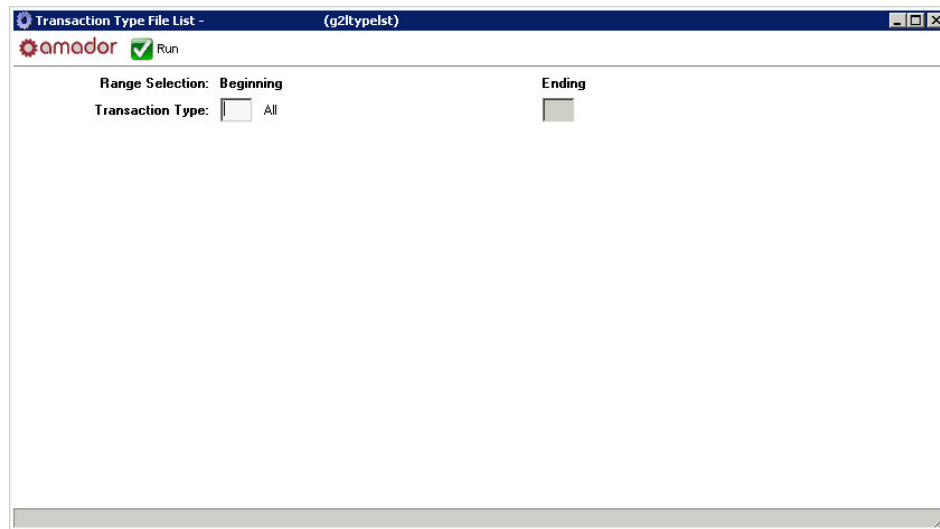 Transaction Type File List - (g2ltypelst)
amador Run
Range Selection: Beginning Ending
Transaction Type: All